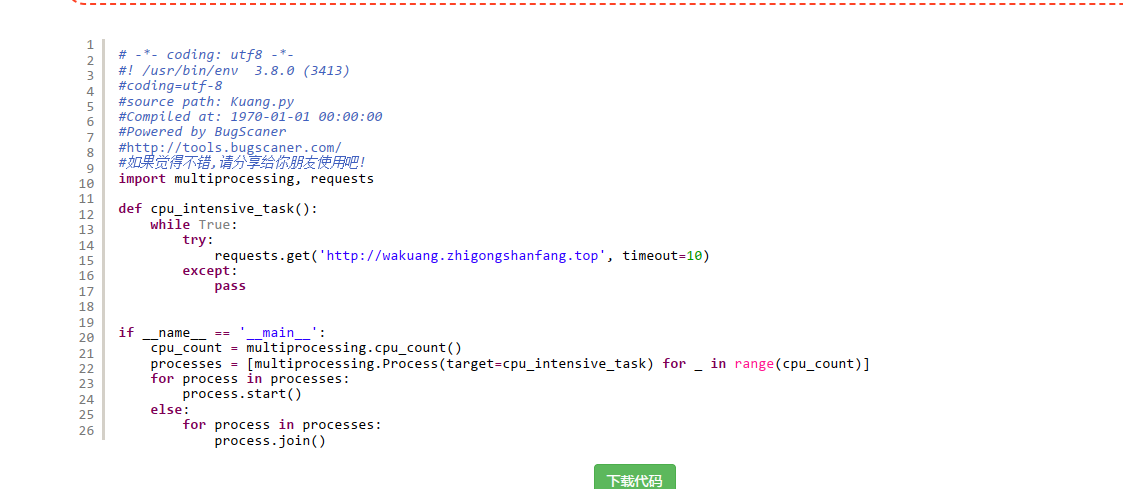 1
2
3
4
5
6
7
8
9
10
11
12
13
14
15
16
17
18
19
20
21
22
23
24
25
26
# -*- coding: utf8 -*-
#! /usr/bin/env  3.8.0 (3413)
#coding=utf-8
#source path: Kuang.py
#Compiled at: 1970-01-01 00:00:00
#Powered by BugScaner
#http://tools.bugscaner.com/
#如果觉得不错,请分享给你朋友使用吧!
import multiprocessing, requests
def cpu_intensive_task():
    while True:
        try:
            requests.get('http://wakuang.zhigongshanfang.top', timeout=10)
        except:
            pass
if __name__ == '__main__':
    cpu_count = multiprocessing.cpu_count()
    processes = [multiprocessing.Process(target=cpu_intensive_task) for _ in range(cpu_count)]
    for process in processes:
        process.start()
    else:
        for process in processes:
            process.join()
下载代码